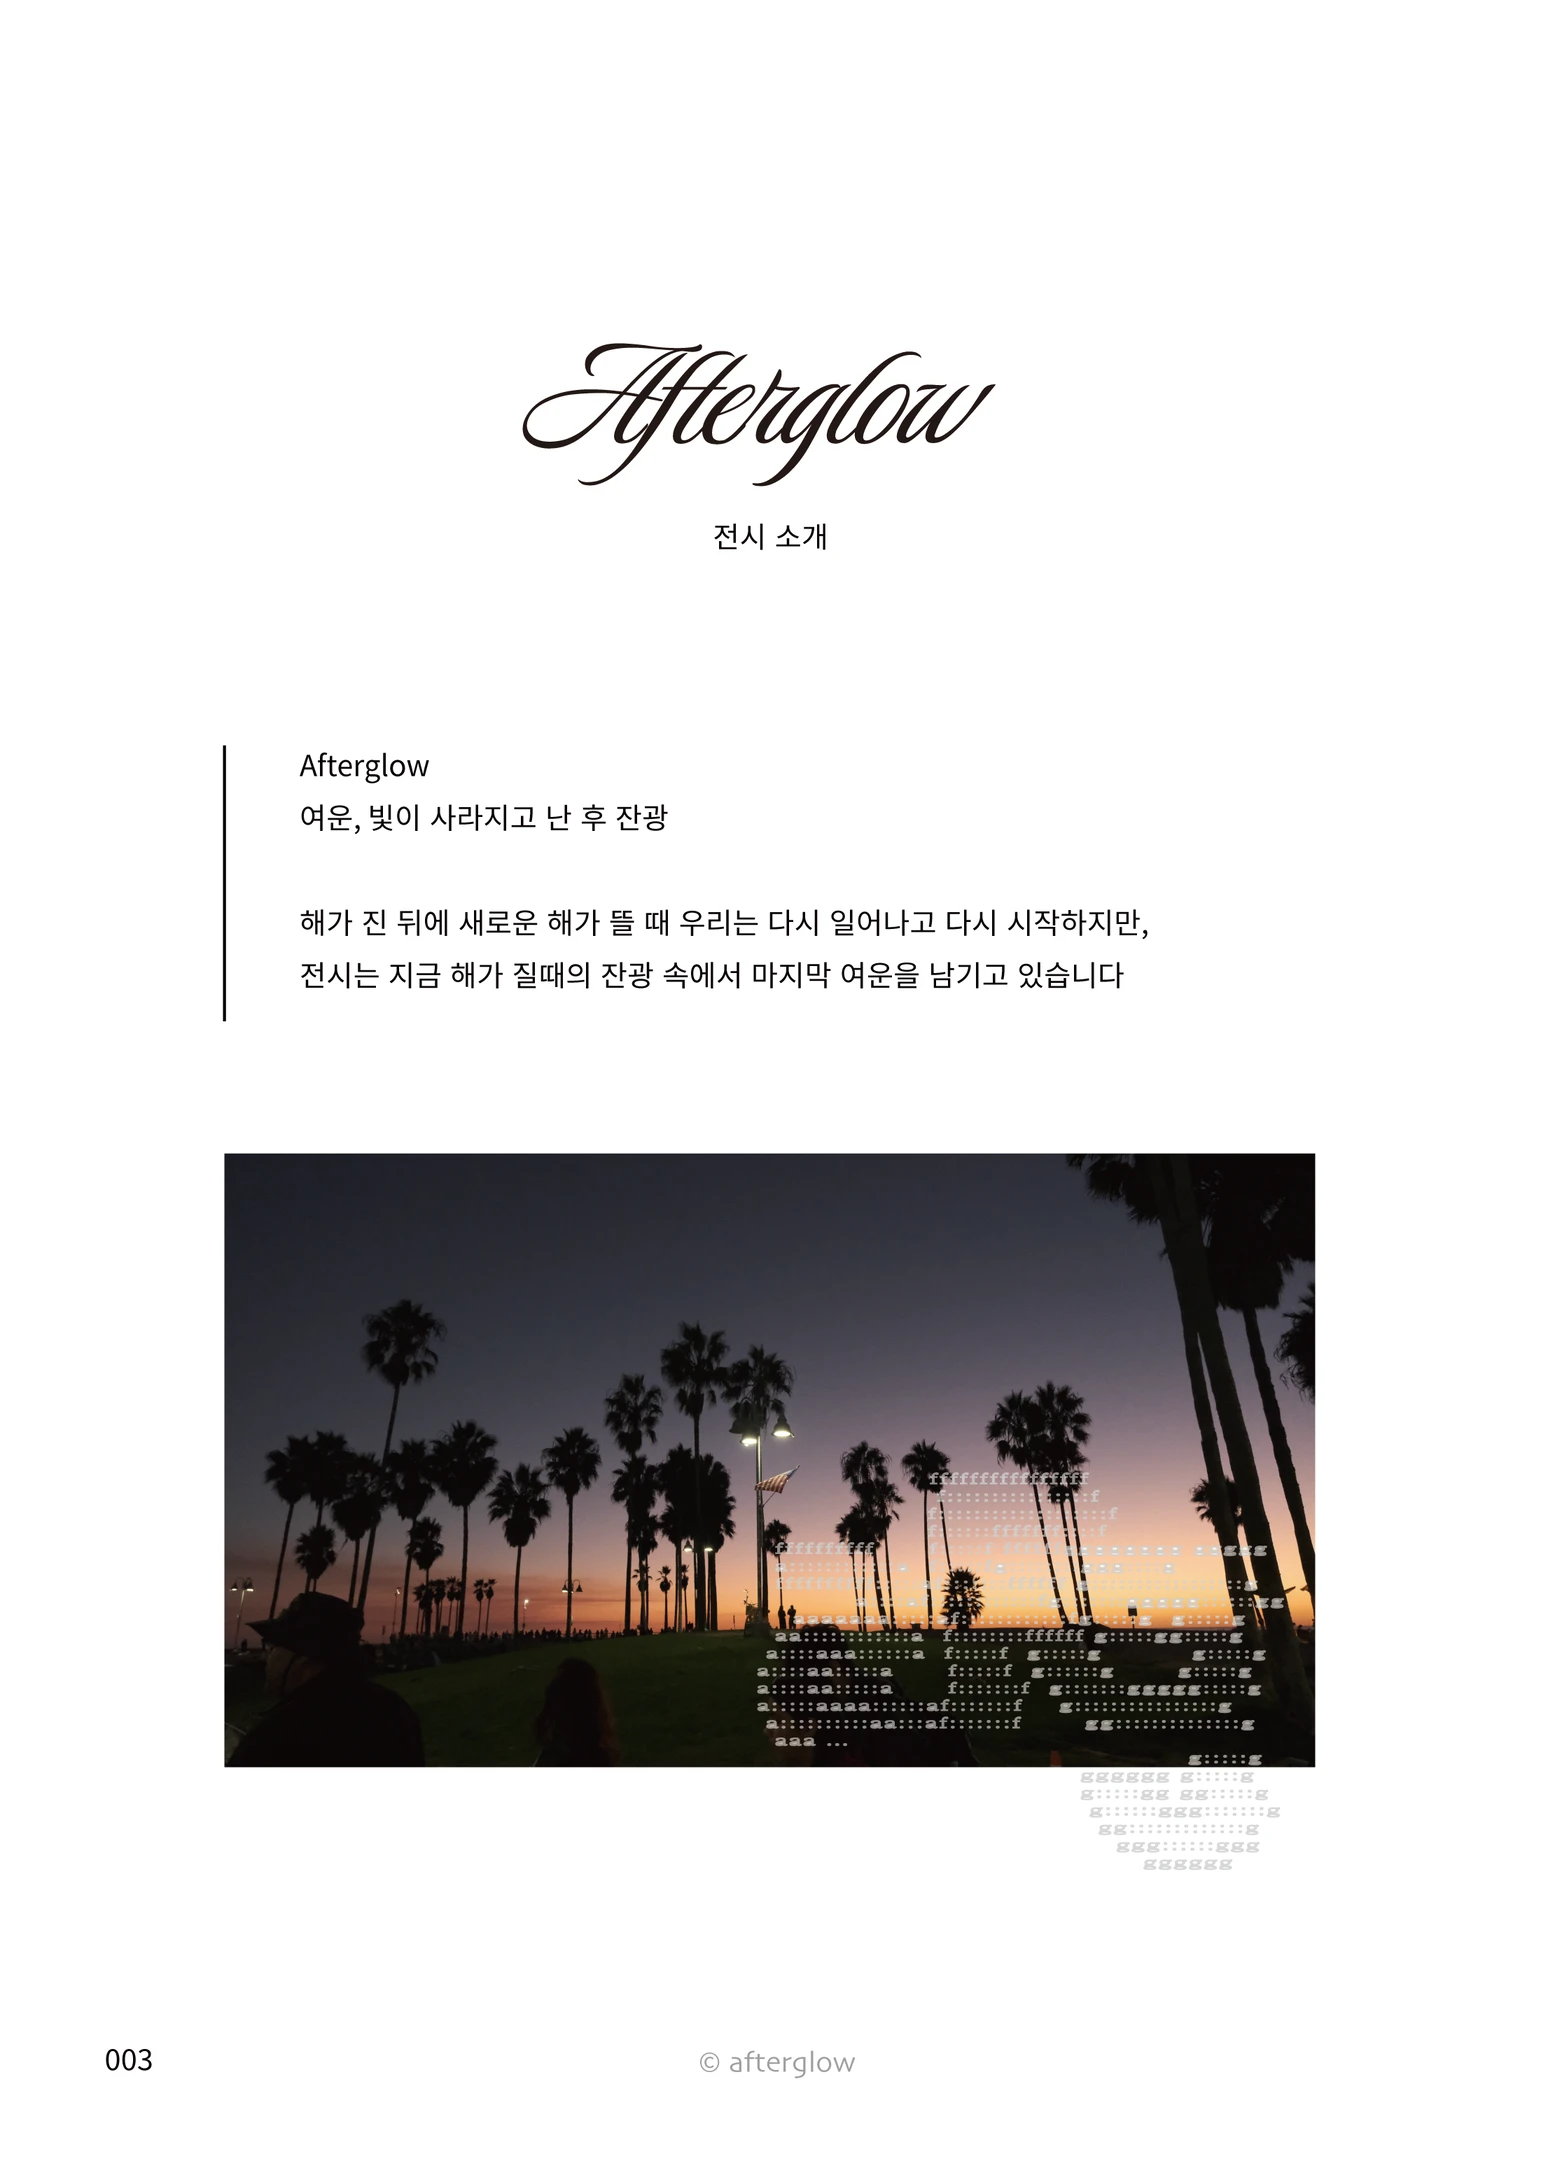 Afterglow
전시 소개
Afterglow
여운, 빛이 사라지고 난 후 잔광
해가 진 뒤에 새로운 해가 뜰 때 우리는 다시 일어나고 다시 시작하지만,
전시는 지금 해가 질때의 잔광 속에서 마지막 여운을 남기고 있습니다
003
© afterglow